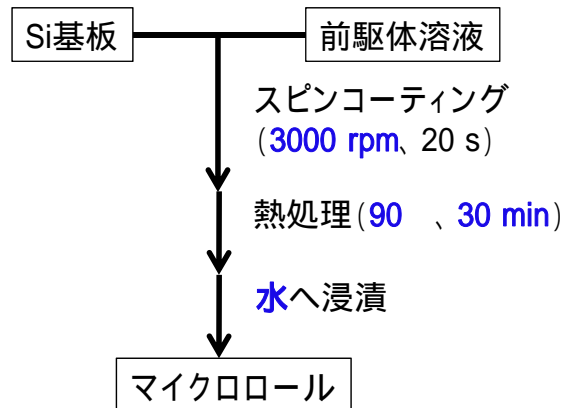 Si基板
前駆体溶液
スピンコーティング
(3000 rpm、20 s)
熱処理(90 、30 min)
水へ浸漬
マイクロロール